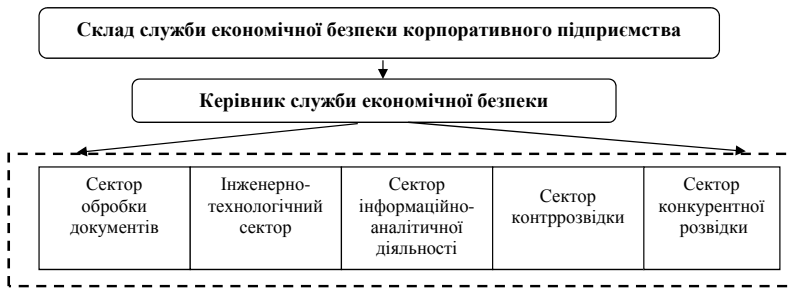 Склад служби економічної безпеки корпоративного підприємства
Керівник служби економічної безпеки
Сектор
обробки
документів
Інженерно-
технологічний
сектор
Сектор
інформаційно-
аналітичної
діяльності
Сектор
контррозвідки
Сектор
конкурентної
розвідки